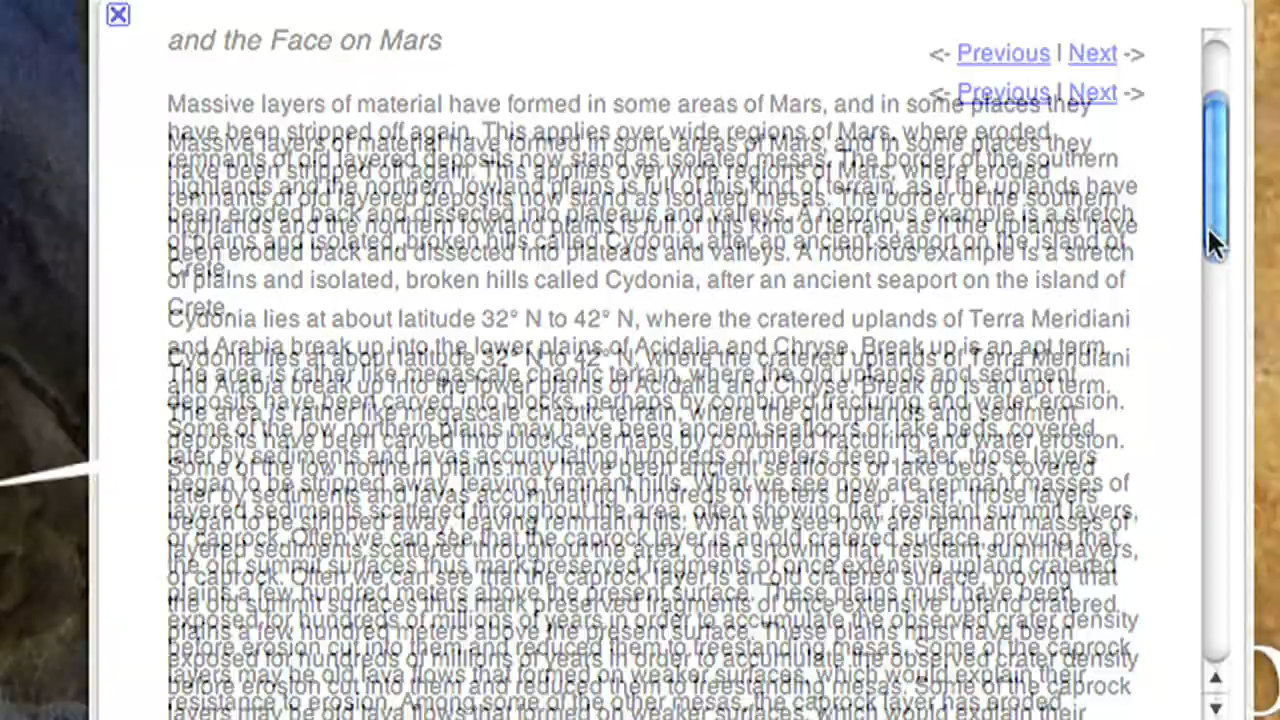 and the Face on Mars
<- Previous | Next ->
<- Previous | Next ->
Massive layers of material have formed in some areas of Mars, and in some places they
have been stripped off again. This applies over wide regions of Mars, where eroded
remnants of old layered deposits now stand as isolated mesas. The border of the southern
highlands and the northern lowland plains is full of this kind of terrain, as if the uplands have
been eroded back and dissected into plateaus and valleys. A notorious example is a stretch
of plains and isolated, broken hills called Cydonia, after an ancient seaport on the island of
Crete.
Cydonia lies at about latitude 32° N to 42° N, where the cratered uplands of Terra Meridiani
and Arabia break up into the lower plains of Acidalia and Chryse. Break up is an apt term.
The area is rather like megascale chaotic terrain, where the old uplands and sediment
deposits have been carved into blocks, perhaps by combined fracturing and water erosion.
Some of the low northern plains may have been ancient seafloors or lake beds, covered
later by sediments and lavas accumulating hundreds of meters deep. Later, those layers
began to be stripped away, leaving remnant hills. What we see now are remnant masses of
layered sediments scattered throughout the area, often showing flat, resistant summit layers,
or caprock. Often we can see that the caprock layer is an old cratered surface, proving that
the old summit surfaces thus mark preserved fragments of once extensive upland cratered
plains a few hundred meters above the present surface. These plains must have been
exposed for hundreds of millions of years in order to accumulate the observed crater density
before erosion cut into them and reduced them to freestanding mesas. Some of the caprock
layers may be old lava flows that formed on weaker surfaces, which would explain their
resistance to erosion. Among some of the other mesas, the caprock layer has eroded